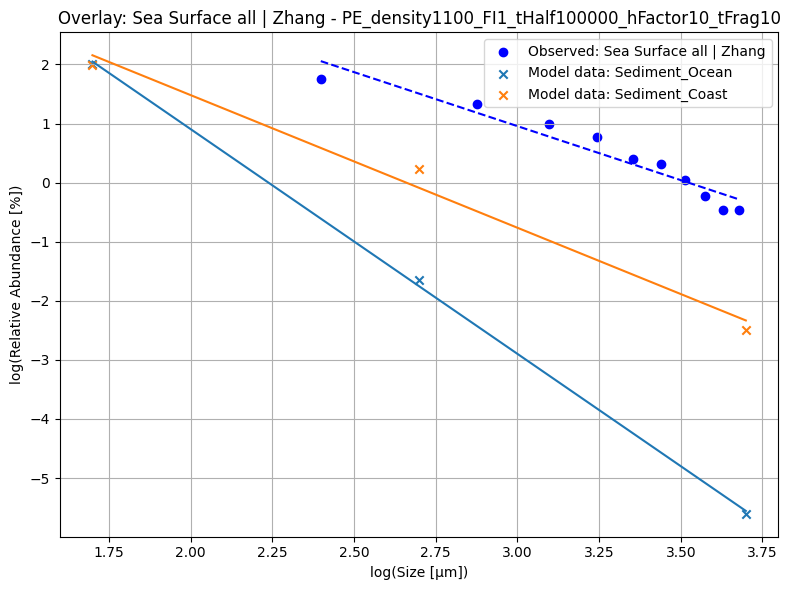 Overlay: Sea Surface all | Zhang - PE_density1100_FI1_tHalf100000_hFactor10_tFrag10
Observed: Sea Surface all | Zhang
Model data: Sediment_Ocean
Model data: Sediment_Coast
log(Relative Abundance [%])
2
1
0
−1
−2
−3
−4
−5
1.75 2.00 2.25 2.50 2.75 3.00 3.25 3.50 3.75
log(Size [μm])